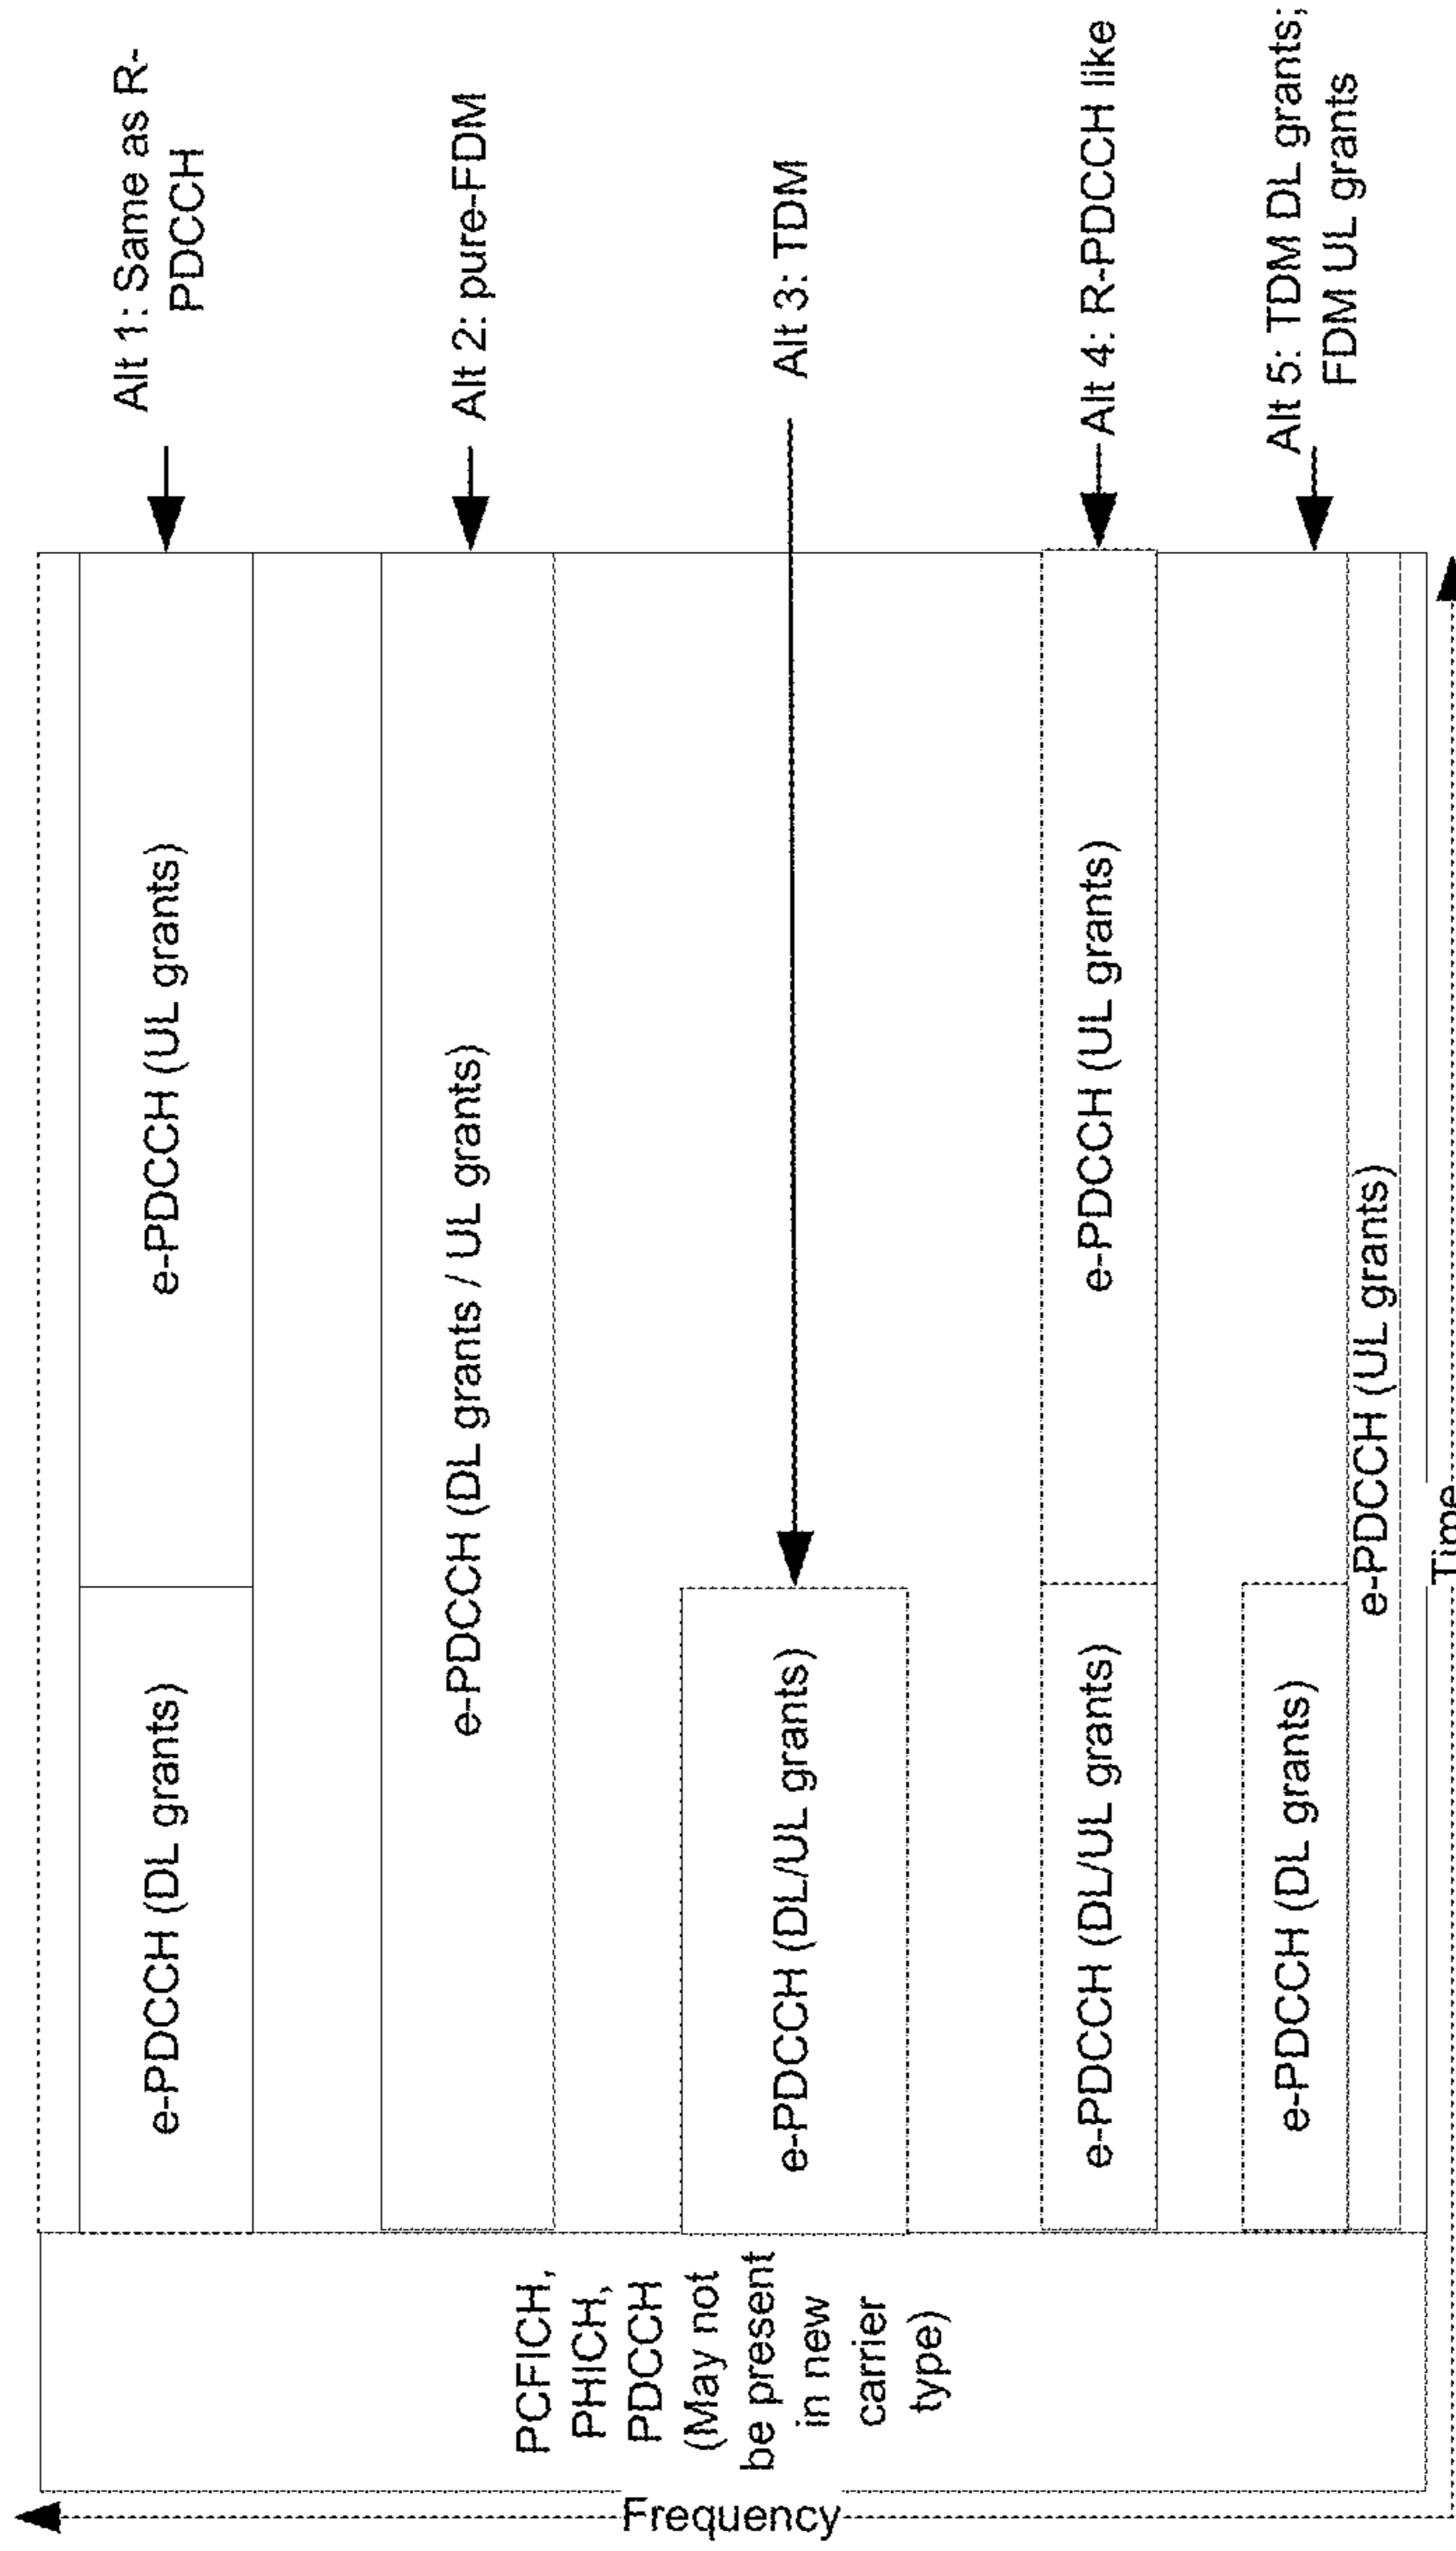 PCFICH,
PHICH,
PDCCH
(May not
be present
in new
carrier
type)
Frequency
e-PDCCH (DL grants)
e-PDCCH (UL grants)
Alt 1: Same as R-
PDCCH
e-PDCCH (DL grants / UL grants)
Alt 2: pure-FDM
e-PDCCH (DL/UL grants)
Alt 3: TDM
e-PDCCH (DL/UL grants)
e-PDCCH (UL grants)
Alt 4: R-PDCCH like
e-PDCCH (DL grants)
e-PDCCH (UL grants)
Alt 5: TDM DL grants;
FDM UL grants
Time